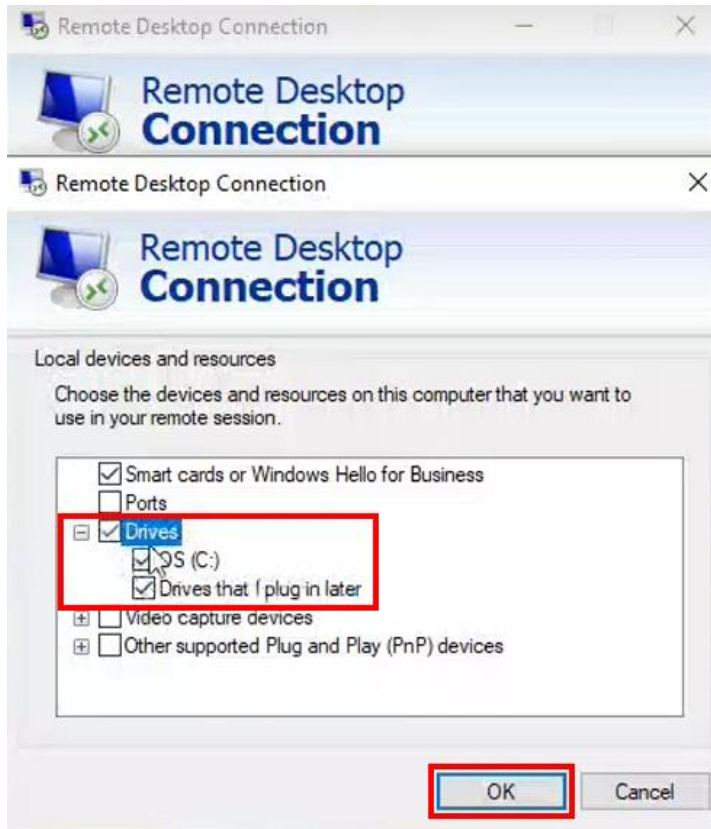 Remote Desktop Connection
Remote Desktop
Connection
Remote Desktop Connection
Remote Desktop
Connection
Local devices and resources
Choose the devices and resources on this computer that you want to
use in your remote session.
Smart cards or Windows Hello for Business
Ports
Drives
OS (C:)
Drives that I plug in later
Video capture devices
Other supported Plug and Play (PnP) devices
OK Cancel